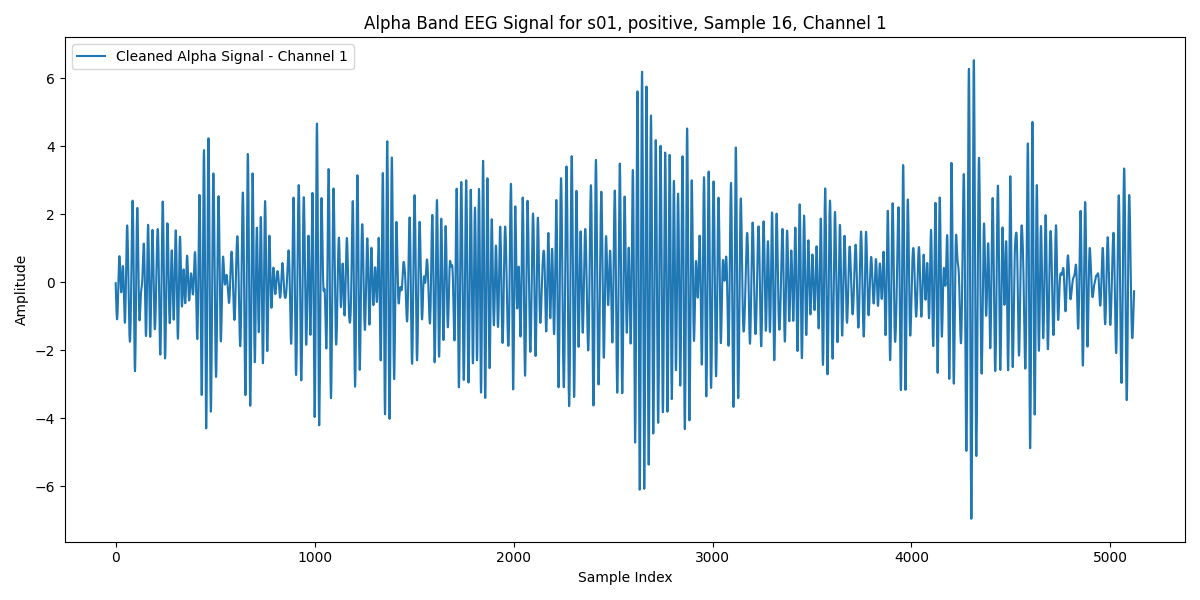 Alpha Band EEG Signal for s01, positive, Sample 16, Channel 1
Cleaned Alpha Signal - Channel 1
Amplitude
6
4
2
0
−2
−4
−6
0 1000 2000 3000 4000 5000
Sample Index